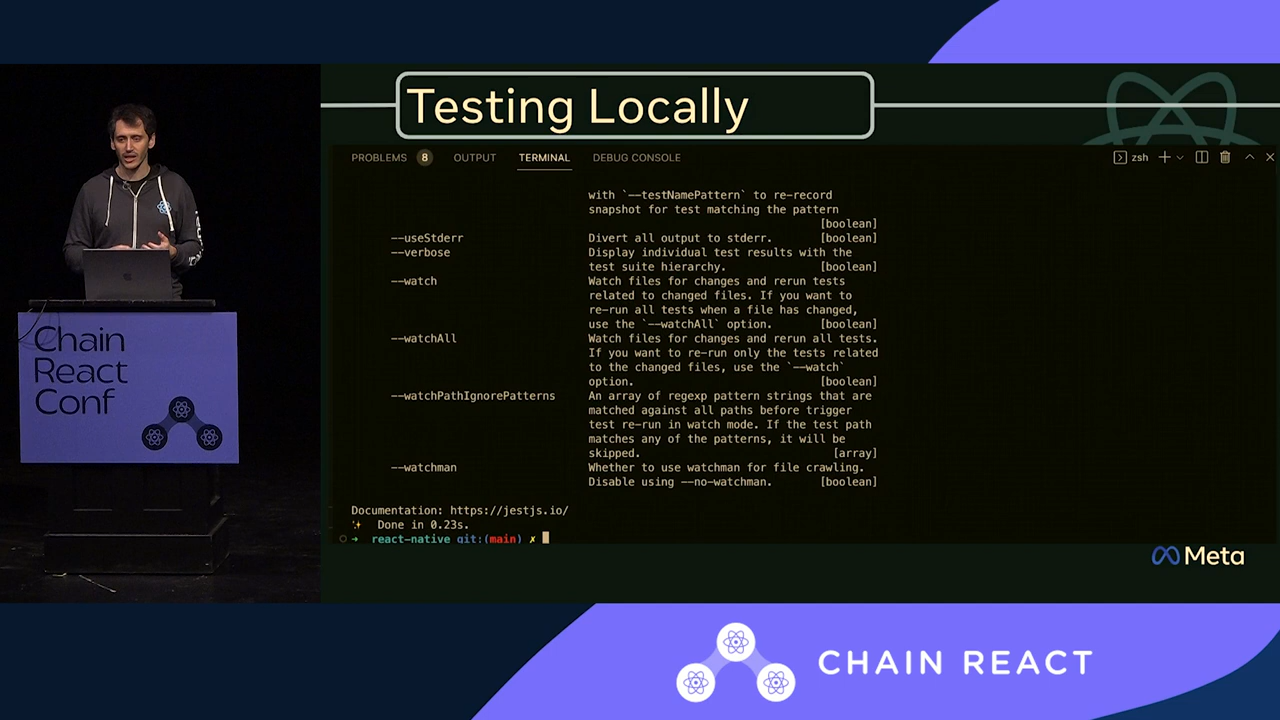 Testing Locally
PROBLEMS 8 OUTPUT TERMINAL DEBUG CONSOLE zsh
with `--testNamePattern` to re-record
snapshot for test matching the pattern
[boolean]
--useStderr Divert all output to stderr. [boolean]
--verbose Display individual test results with the
test suite hierarchy. [boolean]
--watch Watch files for changes and rerun tests
related to changed files. If you want to
re-run all tests when a file has changed,
use the `--watchAll` option. [boolean]
--watchAll Watch files for changes and rerun all tests.
If you want to re-run only the tests related
to the changed files, use the `--watch`
option. [boolean]
--watchPathIgnorePatterns An array of regexp pattern strings that are
matched against all paths before trigger
test re-run in watch mode. If the test path
matches any of the patterns, it will be
skipped. [array]
--watchman Whether to use watchman for file crawling.
Disable using --no-watchman. [boolean]
Documentation: https://jestjs.io/
✨ Done in 0.23s.
➜ react-native git:(main) ✗
Meta
Chain
React
Conf
CHAIN REACT